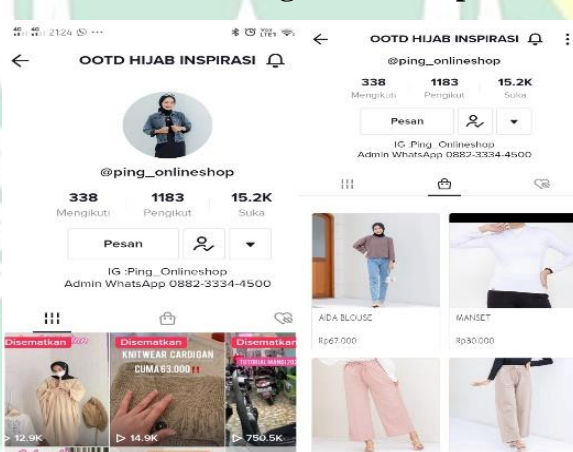 21:24
OOTD HIJAB INSPIRASI
@ping_onlineshop
338 1183 15.2K
Mengikuti Pengikut Suka
Pesan
IG :Ping_Onlineshop
Admin WhatsApp 0882-3334-4500
Disematkan
Disematkan
KNITWEAR CARDIGAN
CUMA 63.000 !!
Disematkan
12.9K
14.9K
750.5K
OOTD HIJAB INSPIRASI
@ping_onlineshop
338 1183 15.2K
Mengikuti Pengikut Suka
Pesan
IG :Ping_Onlineshop
Admin WhatsApp 0882-3334-4500
AIDA BLOUSE
Rp67.000
MANSET
Rp30.000